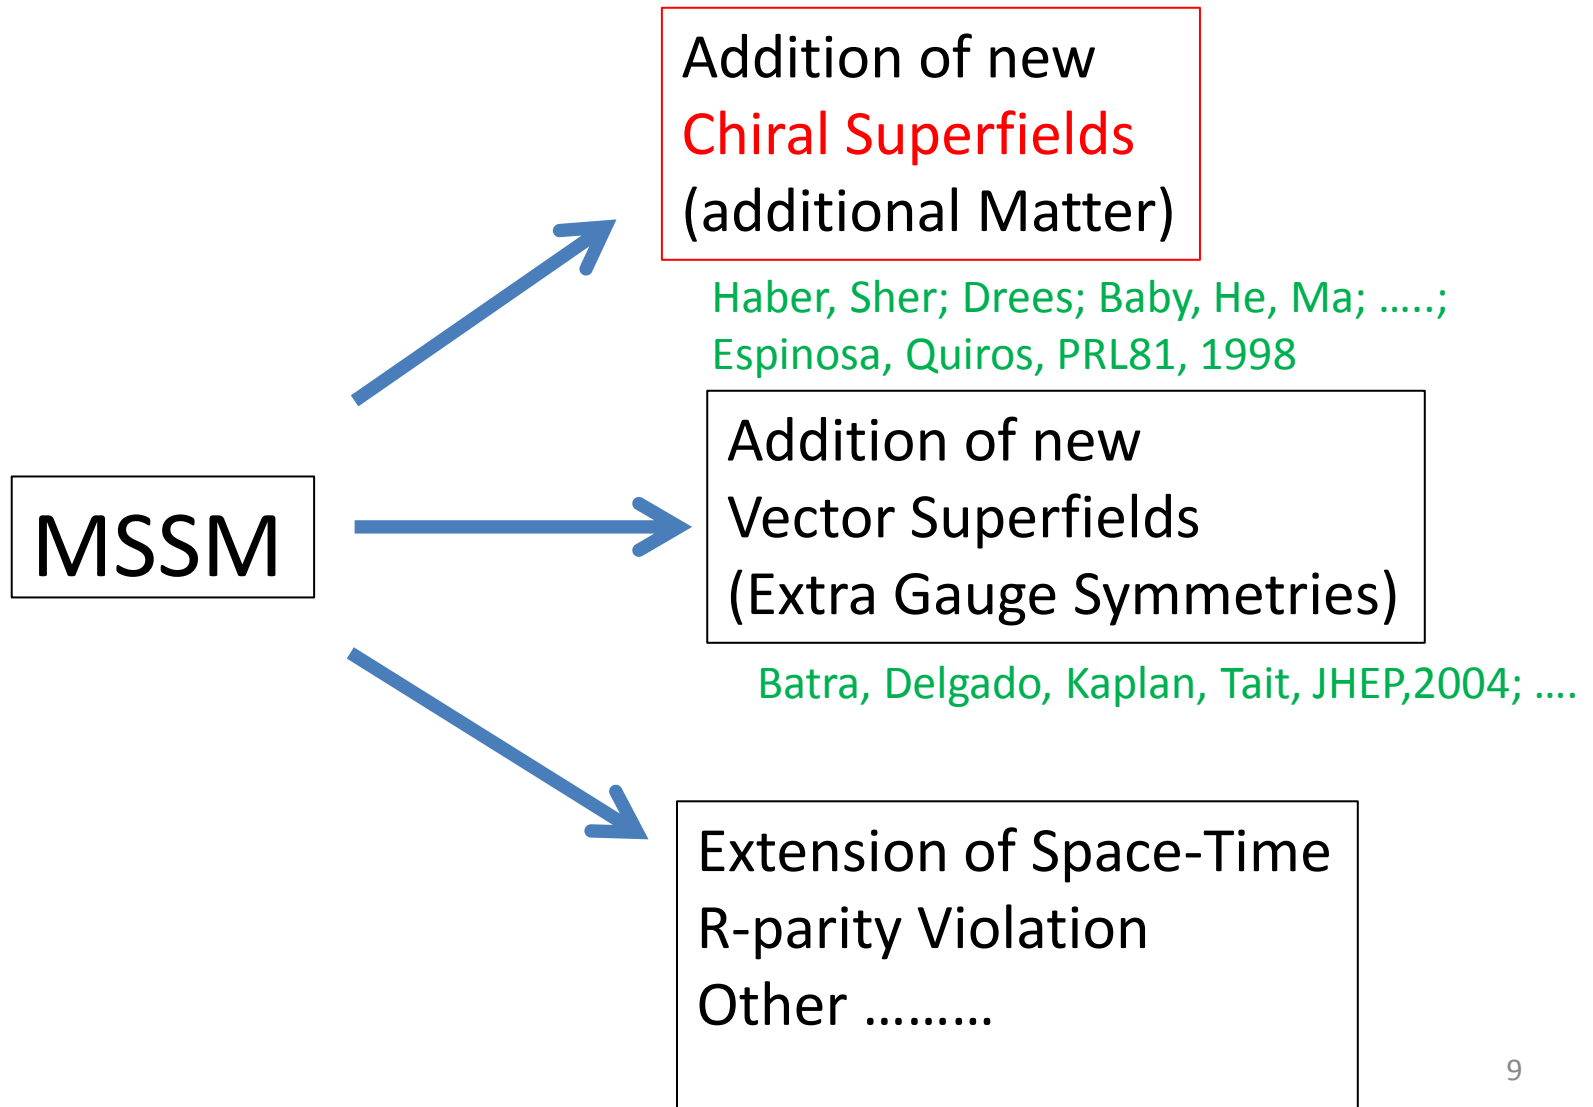 Addition of new
Chiral Superfields
(additional Matter)
Haber, Sher; Drees; Baby, He, Ma; .....;
Espinosa, Quiros, PRL81, 1998
MSSM
Addition of new
Vector Superfields
(Extra Gauge Symmetries)
Batra, Delgado, Kaplan, Tait, JHEP,2004; ....
Extension of Space-Time
R-parity Violation
Other .........
9